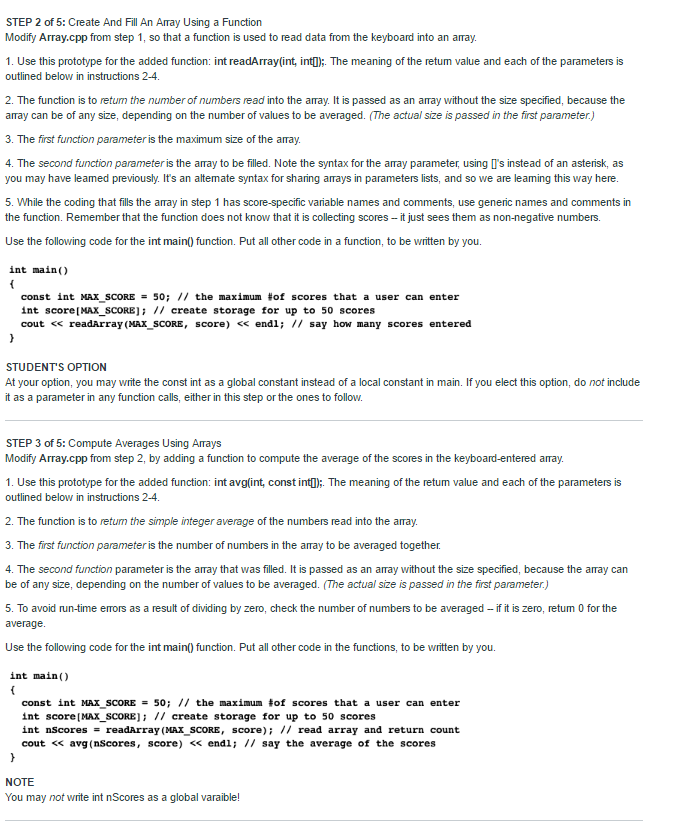 STEP 2 of 5: Create And Fill An Array Using a Function
Modify Array.cpp from step 1, so that a function is used to read data from the keyboard into an array.
1. Use this prototype for the added function: int readArray(int, int[]);. The meaning of the return value and each of the parameters is
outlined below in instructions 2-4.
2. The function is to return the number of numbers read into the array. It is passed as an array without the size specified, because the
array can be of any size, depending on the number of values to be averaged. (The actual size is passed in the first parameter.)
3. The first function parameter is the maximum size of the array.
4. The second function parameter is the array to be filled. Note the syntax for the array parameter, using []'s instead of an asterisk, as
you may have learned previously. It's an alternate syntax for sharing arrays in parameters lists, and so we are learning this way here.
5. While the coding that fills the array in step 1 has score-specific variable names and comments, use generic names and comments in
the function. Remember that the function does not know that it is collecting scores -- it just sees them as non-negative numbers.
Use the following code for the int main() function. Put all other code in a function, to be written by you.
int main()
{
const int MAX_SCORE = 50; // the maximum #of scores that a user can enter
int score[MAX_SCORE]; // create storage for up to 50 scores
cout << readArray(MAX_SCORE, score) << endl; // say how many scores entered
}
STUDENT'S OPTION
At your option, you may write the const int as a global constant instead of a local constant in main. If you elect this option, do not include
it as a parameter in any function calls, either in this step or the ones to follow.
STEP 3 of 5: Compute Averages Using Arrays
Modify Array.cpp from step 2, by adding a function to compute the average of the scores in the keyboard-entered array.
1. Use this prototype for the added function: int avg(int, const int[]);. The meaning of the return value and each of the parameters is
outlined below in instructions 2-4.
2. The function is to return the simple integer average of the numbers read into the array.
3. The first function parameter is the number of numbers in the array to be averaged together.
4. The second function parameter is the array that was filled. It is passed as an array without the size specified, because the array can
be of any size, depending on the number of values to be averaged. (The actual size is passed in the first parameter.)
5. To avoid run-time errors as a result of dividing by zero, check the number of numbers to be averaged -- if it is zero, return 0 for the
average.
Use the following code for the int main() function. Put all other code in the functions, to be written by you.
int main()
{
const int MAX_SCORE = 50; // the maximum #of scores that a user can enter
int score[MAX_SCORE]; // create storage for up to 50 scores
int nScores = readArray(MAX_SCORE, score); // read array and return count
cout << avg(nScores, score) << endl; // say the average of the scores
}
NOTE
You may not write int nScores as a global varaible!